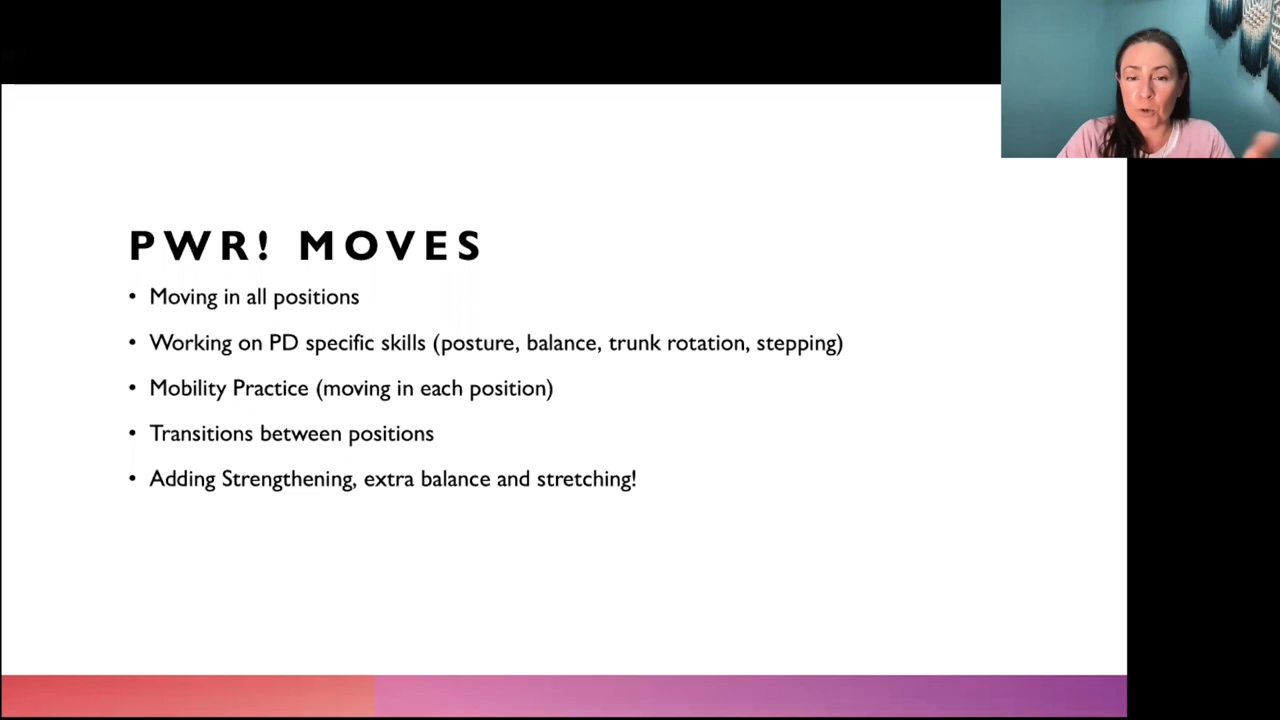 PWR! MOVES
• Moving in all positions
• Working on PD specific skills (posture, balance, trunk rotation, stepping)
• Mobility Practice (moving in each position)
• Transitions between positions
• Adding Strengthening, extra balance and stretching!